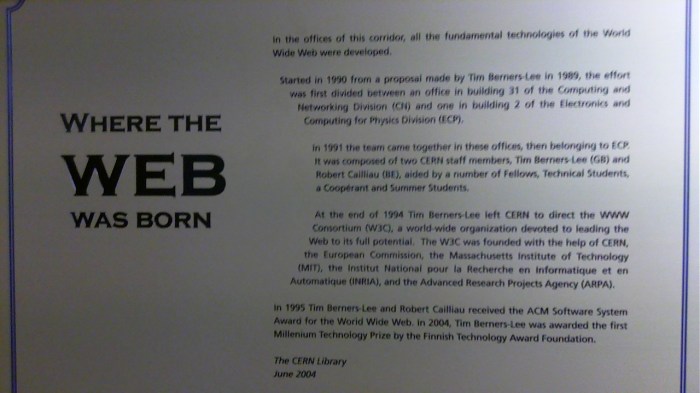 WHERE THE
WEB
WAS BORN
In the offices of this corridor, all the fundamental technologies of the World
Wide Web were developed.
Started in 1990 from a proposal made by Tim Berners-Lee in 1989, the effort
was first divided between an office in building 31 of the Computing and
Networking Division (CN) and one in building 2 of the Electronics and
Computing for Physics Division (ECP).
In 1991 the team came together in these offices, then belonging to ECP.
It was composed of two CERN staff members, Tim Berners-Lee (GB) and
Robert Cailliau (BE), aided by a number of Fellows, Technical Students,
a Coopérant and Summer Students.
At the end of 1994 Tim Berners-Lee left CERN to direct the WWW
Consortium (W3C), a world-wide organization devoted to leading the
Web to its full potential. The W3C was founded with the help of CERN,
the European Commission, the Massachusetts Institute of Technology
(MIT), the Institut National pour la Recherche en Informatique et en
Automatique (INRIA), and the Advanced Research Projects Agency (ARPA).
In 1995 Tim Berners-Lee and Robert Cailliau received the ACM Software System
Award for the World Wide Web. In 2004, Tim Berners-Lee was awarded the first
Millenium Technology Prize by the Finnish Technology Award Foundation.
The CERN Library
June 2004